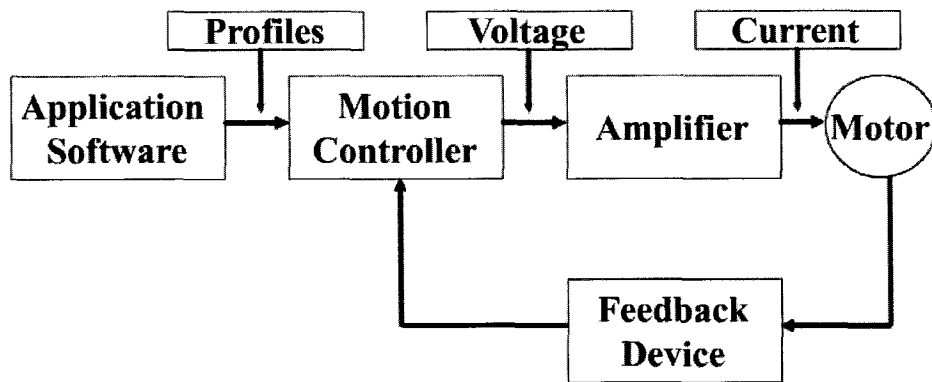 Profiles
Voltage
Current
Application
Software
Motion
Controller
Amplifier
Motor
Feedback
Device